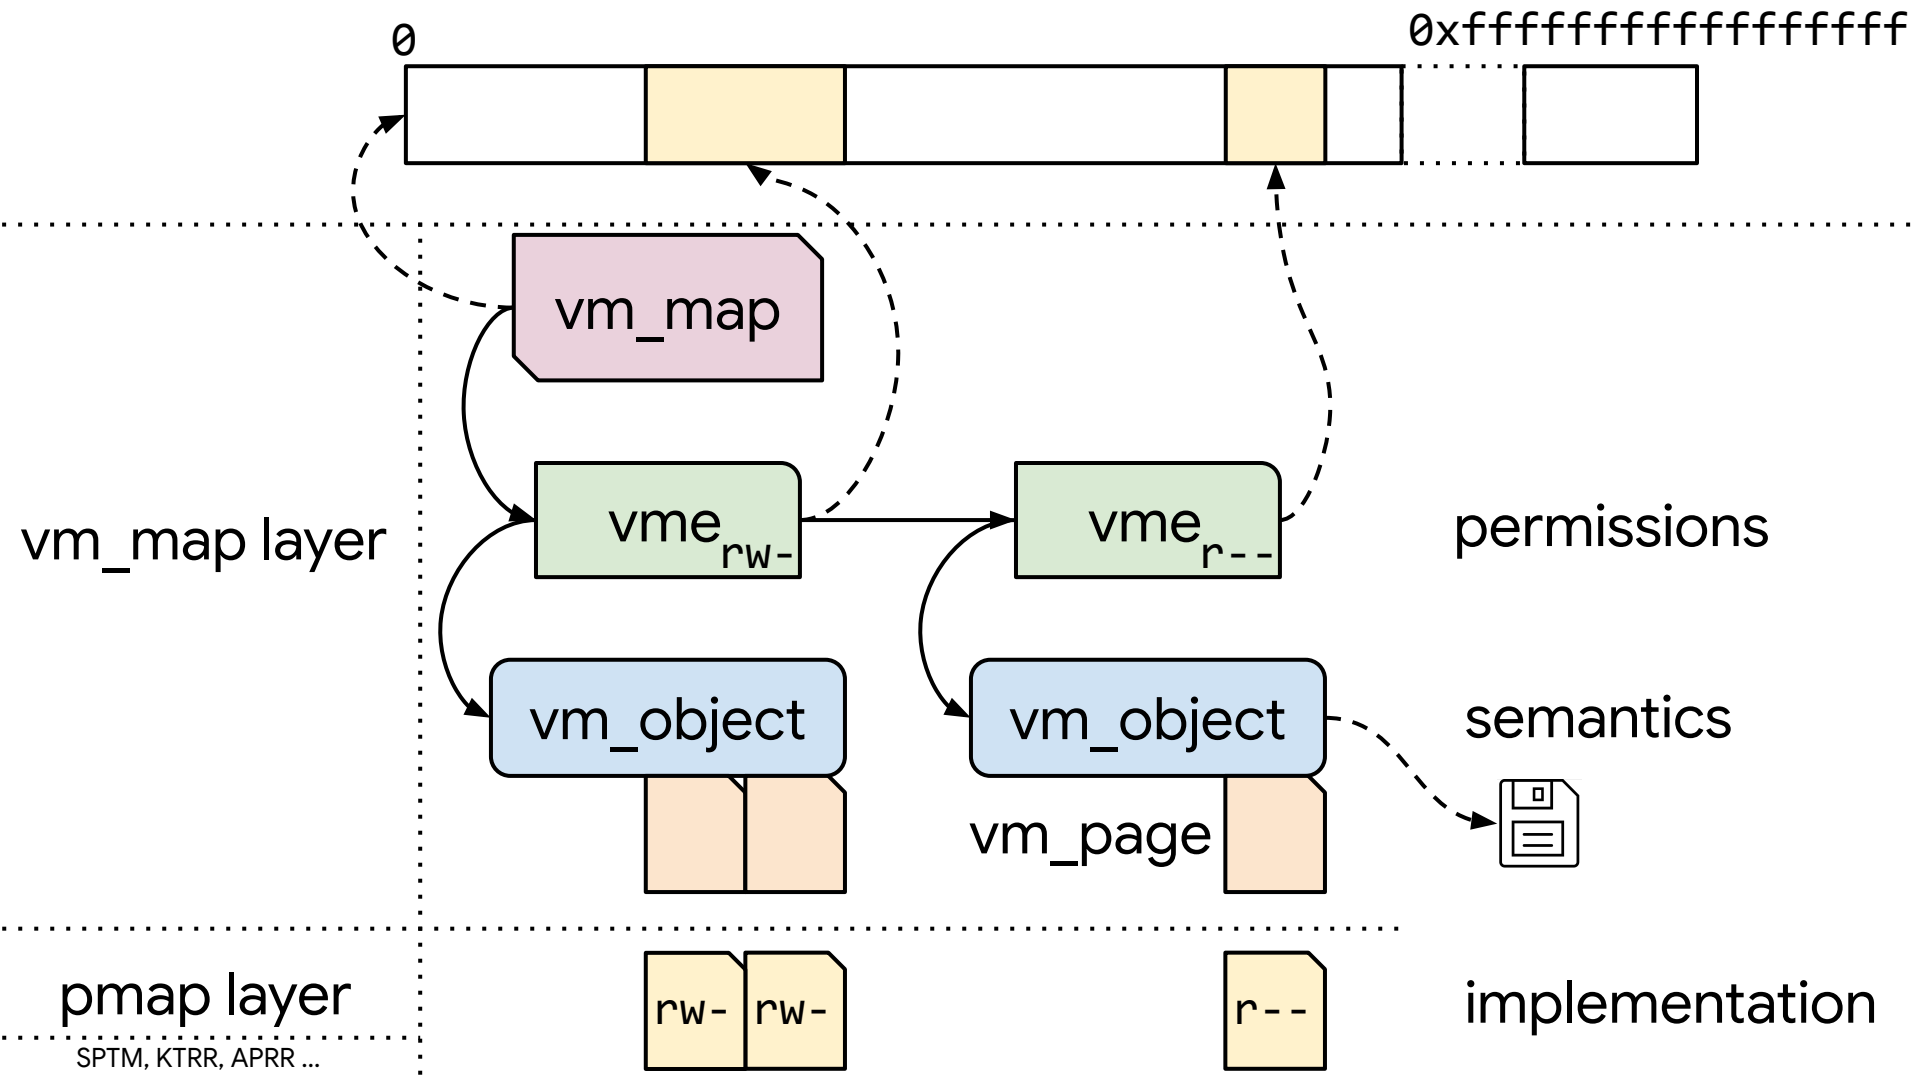 0
0xffffffffffffffff
vm_map
vm_map layer
vme
rw-
vme
r--
permissions
vm_object
vm_object
semantics
vm_page
pmap layer
rw-
rw-
r--
implementation
SPTM, KTRR, APRR ...